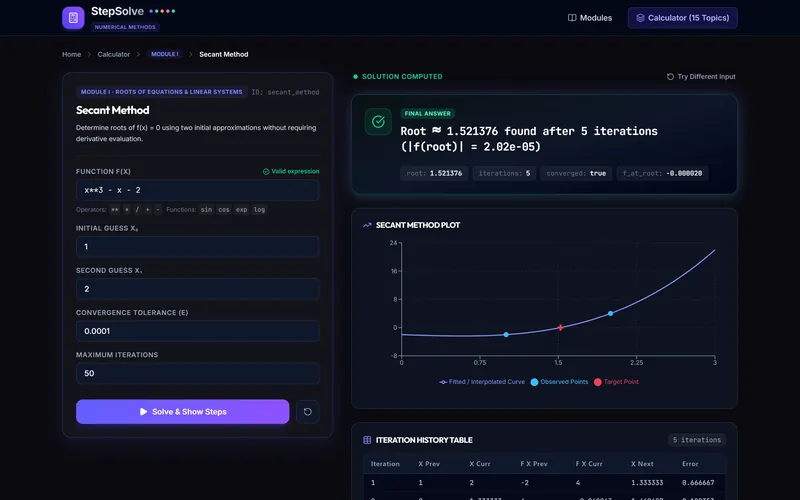 StepSolve
NUMERICAL METHODS
Modules
Calculator (15 Topics)
Home > Calculator > MODULE I > Secant Method
MODULE I - ROOTS OF EQUATIONS & LINEAR SYSTEMS
ID: secant_method
Secant Method
Determine roots of f(x) = 0 using two initial approximations without requiring
derivative evaluation.
FUNCTION F(X)
Valid expression
x**3 - x - 2
Operators: ** * / + - Functions: sin cos exp log
INITIAL GUESS X₀
1
SECOND GUESS X₁
2
CONVERGENCE TOLERANCE (Ε)
0.0001
MAXIMUM ITERATIONS
50
Solve & Show Steps
SOLUTION COMPUTED
Try Different Input
FINAL ANSWER
Root ≈ 1.521376 found after 5 iterations
(|f(root)| = 2.02e-05)
root: 1.521376
iterations: 5
converged: true
f_at_root: -0.000020
SECANT METHOD PLOT
24
16
8
0
-8
0 0.75 1.5 2.25 3
Fitted / Interpolated Curve
Observed Points
Target Point
ITERATION HISTORY TABLE
5 iterations
Iteration X Prev X Curr F X Prev F X Curr X Next Error
1 1 2 -2 4 1.333333 0.666667